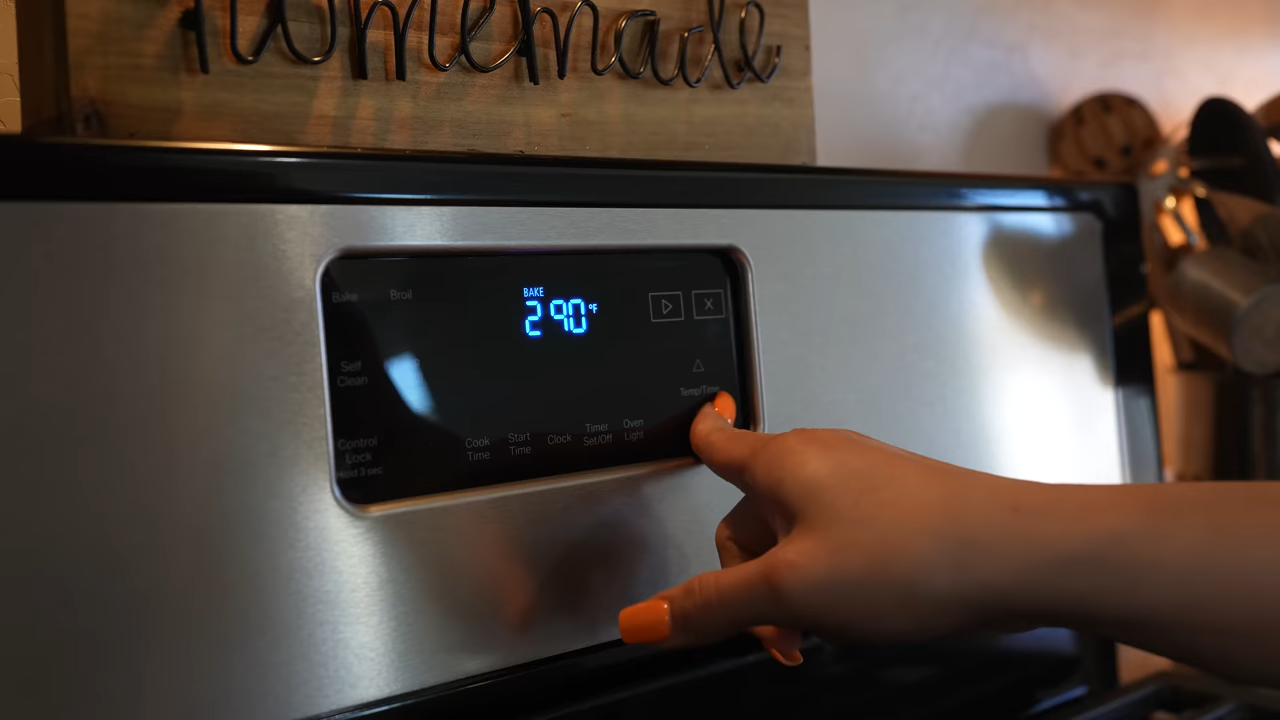 Homemade
BAKE
290°F
Bake
Broil
Self
Clean
Temp/Time
Control
Lock
Hold 3 sec
Cook
Time
Start
Time
Clock
Timer
Set/Off
Oven
Light